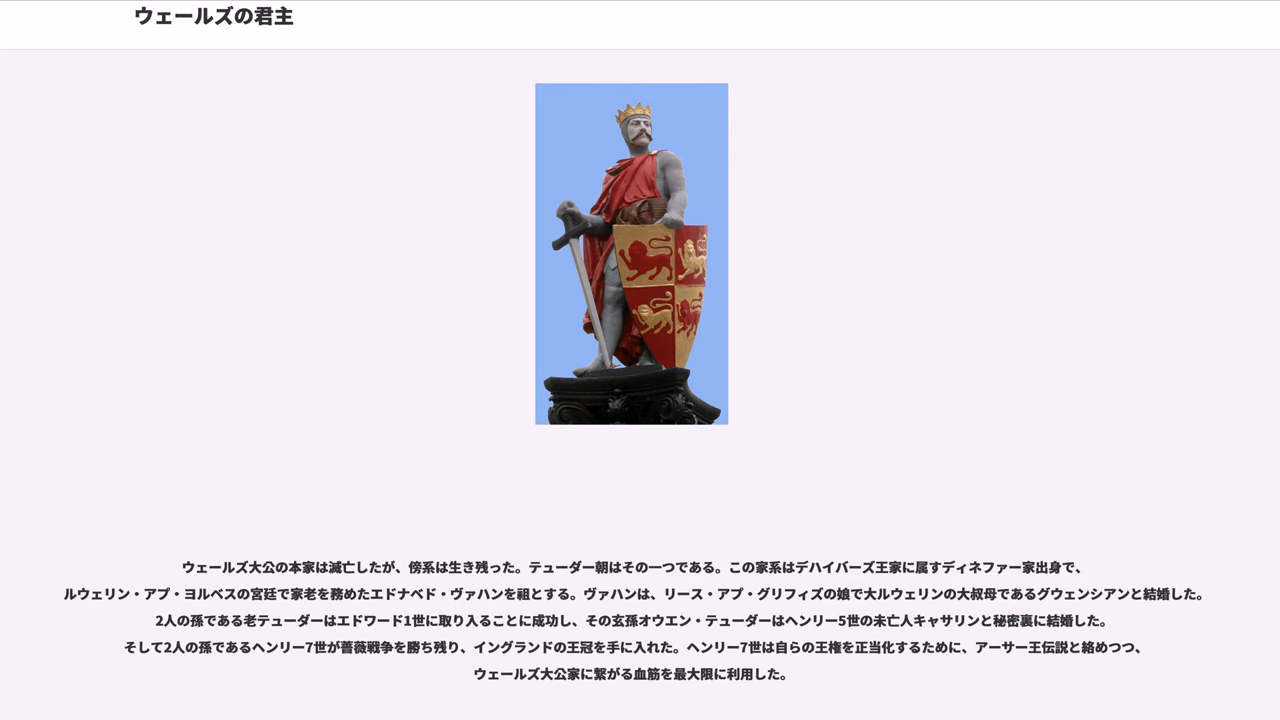 ウェールズの君主
ウェールズ大公の本家は滅亡したが、傍系は生き残った。テューダー朝はその一つである。この家系はデハイバーズ王家に属すディネファー家出身で、
ルウェリン・アプ・ヨルベスの宮廷で家老を務めたエドナベド・ヴァハンを祖とする。ヴァハンは、リース・アプ・グリフィズの娘で大ルウェリンの大叔母であるグウェンシアンと結婚した。
2人の孫である老テューダーはエドワード1世に取り入ることに成功し、その玄孫オウエン・テューダーはヘンリー5世の未亡人キャサリンと秘密裏に結婚した。
そして2人の孫であるヘンリー7世が薔薇戦争を勝ち残り、イングランドの王冠を手に入れた。ヘンリー7世は自らの王権を正当化するために、アーサー王伝説と絡めつつ、
ウェールズ大公家に繋がる血筋を最大限に利用した。